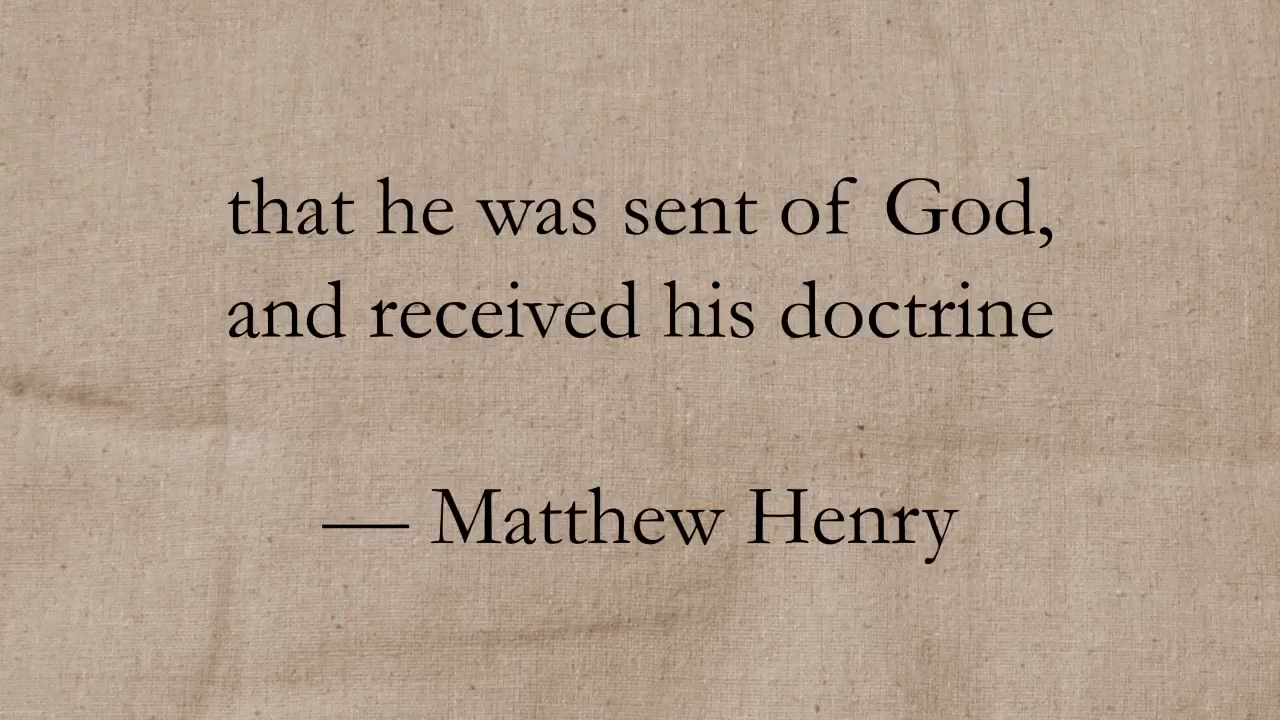 that he was sent of God,
and received his doctrine
— Matthew Henry